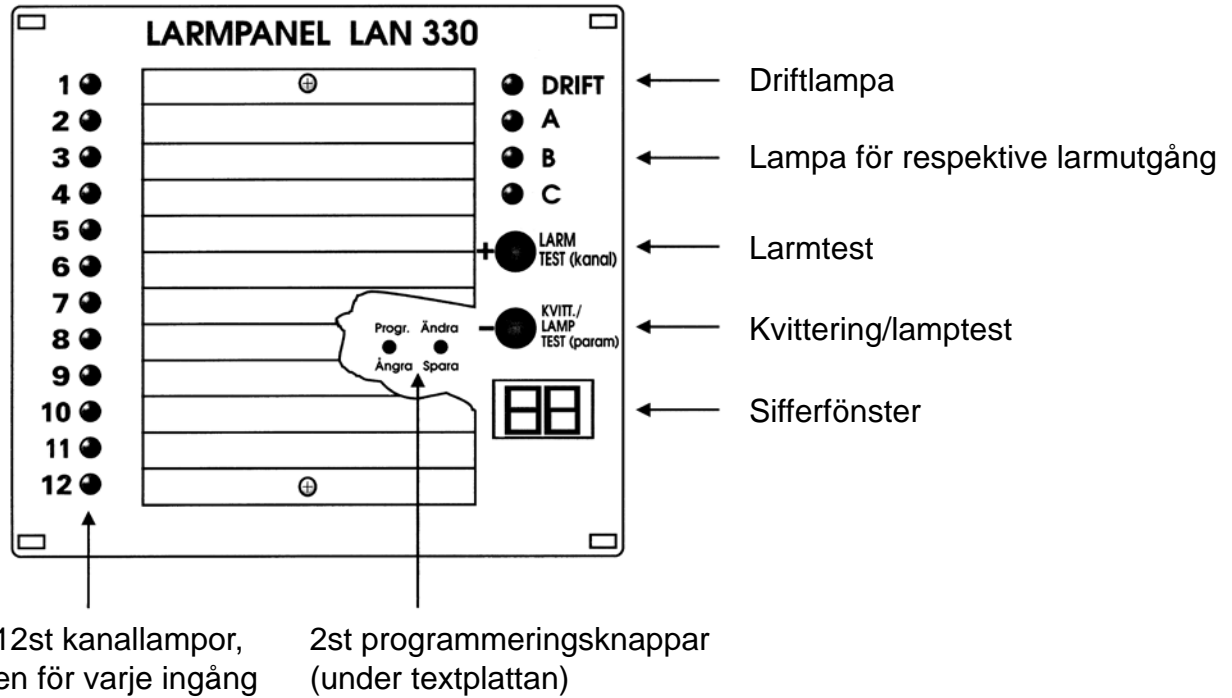 LARMPANEL LAN 330
1
2
3
4
5
6
7
8
9
10
11
12
DRIFT
A
B
C
+
LARM
TEST (kanal)
-
KVITT./
LAMP
TEST (param)
Progr. Ändra
Ångra Spara
88
Driftlampa
Lampa för respektive larmutgång
Larmtest
Kvittering/lamptest
Sifferfönster
12st kanallampor,
en för varje ingång
2st programmeringsknappar
(under textplattan)